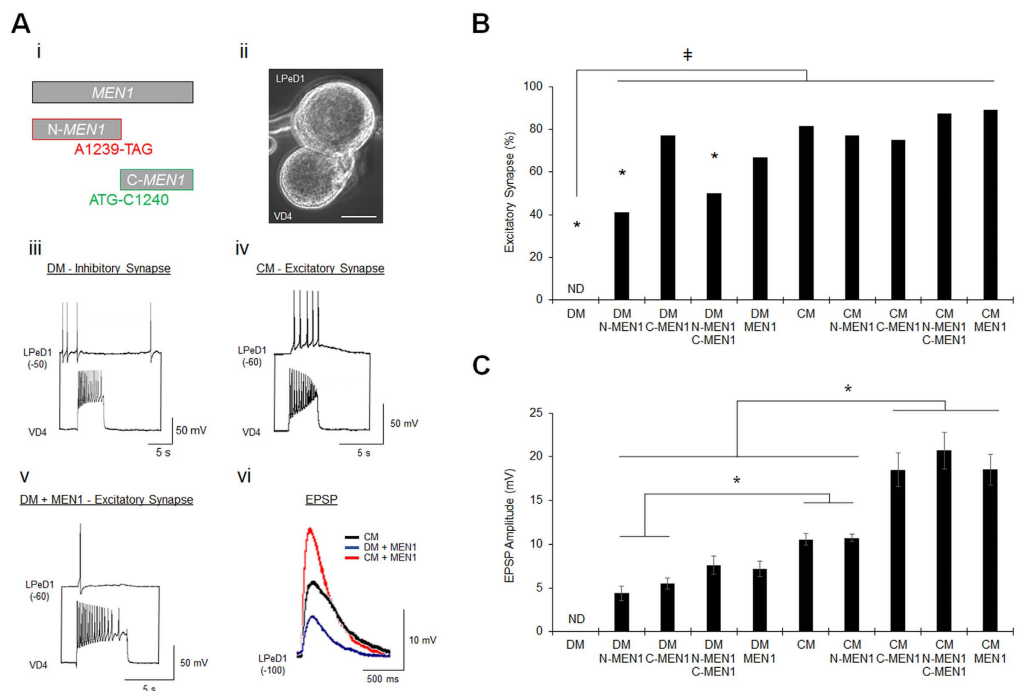 A
i
MEN1
N-MEN1
A1239-TAG
C-MEN1
ATG-C1240
ii
LPeD1
VD4
iii
DM - Inhibitory Synapse
LPeD1
(-50)
VD4
50 mV
5 s
iv
CM - Excitatory Synapse
LPeD1
(-60)
VD4
50 mV
5 s
v
DM + MEN1 - Excitatory Synapse
LPeD1
(-60)
VD4
50 mV
5 s
vi
EPSP
CM
DM + MEN1
CM + MEN1
LPeD1
(-100)
10 mV
500 ms
B
ǂ
Excitatory Synapse (%)
100
80
60
40
20
0
*
*
*
ND
DM
DM N-MEN1
DM C-MEN1
DM N-MEN1 C-MEN1
DM MEN1
CM
CM N-MEN1
CM C-MEN1
CM N-MEN1 C-MEN1
CM MEN1
C
*
*
EPSP Amplitude (mV)
25
20
15
10
5
0
ND
DM
DM N-MEN1
DM C-MEN1
DM N-MEN1 C-MEN1
DM MEN1
CM
CM N-MEN1
CM C-MEN1
CM N-MEN1 C-MEN1
CM MEN1